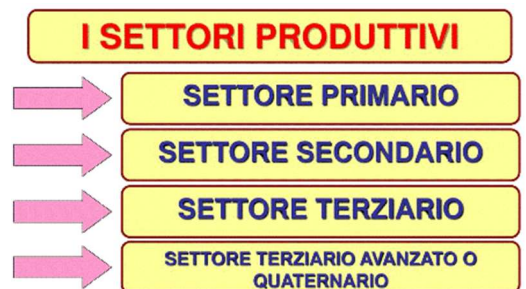 I SETTORI PRODUTTIVI
SETTORE PRIMARIO
SETTORE SECONDARIO
SETTORE TERZIARIO
SETTORE TERZIARIO AVANZATO O
QUATERNARIO